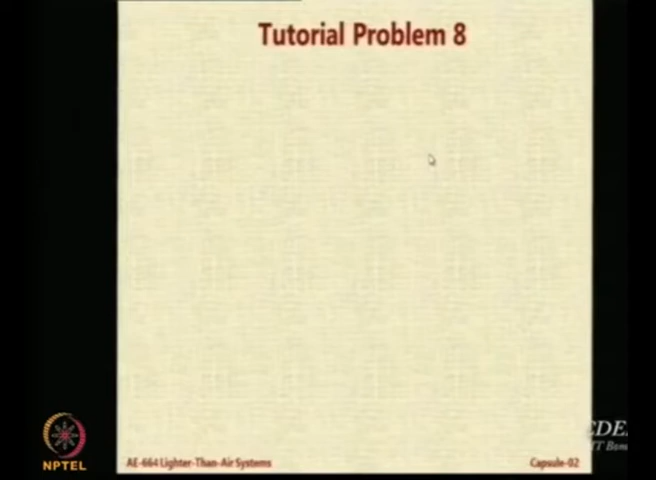 Tutorial Problem 8
NPTEL
AE-664 Lighter-Than-Air Systems
Capsule-02